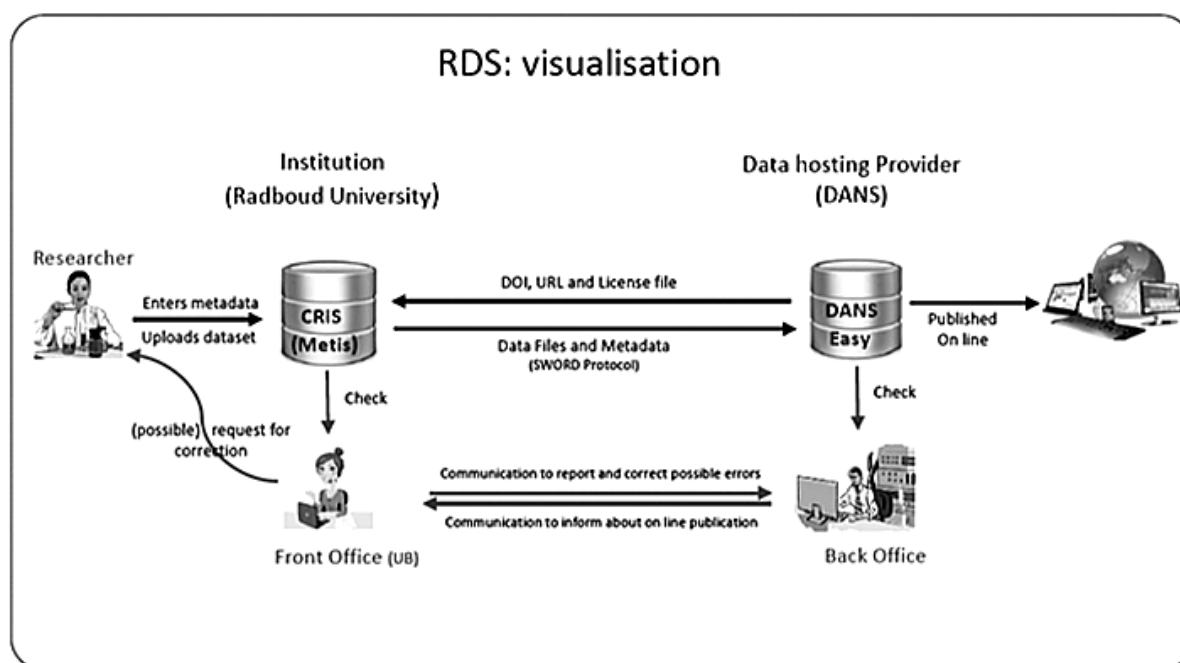 RDS: visualisation
Institution
(Radboud University)
Data hosting Provider
(DANS)
Researcher
Enters metadata
Uploads dataset
CRIS
(Metis)
DOI, URL and License file
Data Files and Metadata
(SWORD Protocol)
DANS
Easy
Published
On line
Check
Check
(possible) request for
correction
Communication to report and correct possible errors
Communication to inform about on line publication
Front Office (UB)
Back Office